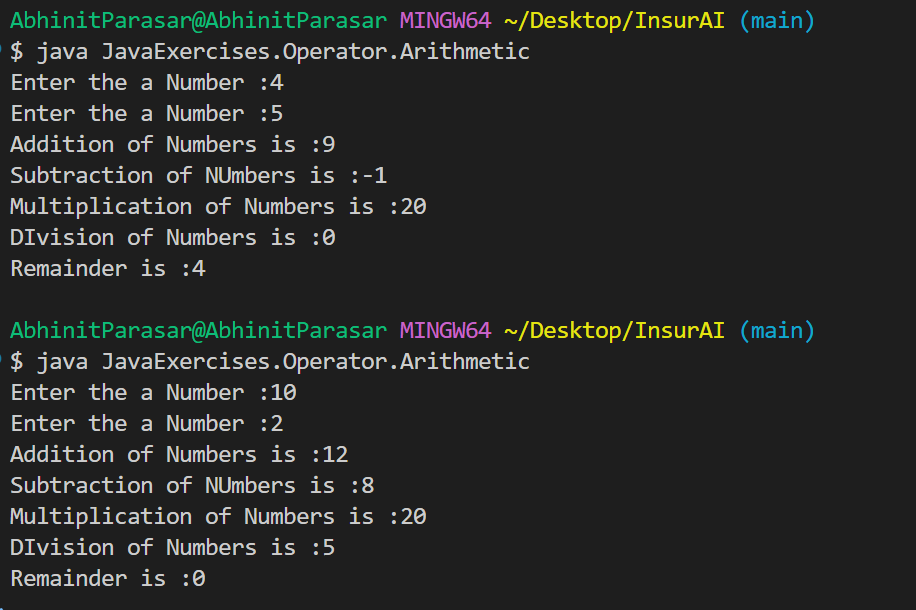 AbhinitParasar@AbhinitParasar MINGW64 ~/Desktop/InsurAI (main)
$ java JavaExercises.Operator.Arithmetic
Enter the a Number :4
Enter the a Number :5
Addition of Numbers is :9
Subtraction of NUmbers is :-1
Multiplication of Numbers is :20
DIvision of Numbers is :0
Remainder is :4

AbhinitParasar@AbhinitParasar MINGW64 ~/Desktop/InsurAI (main)
$ java JavaExercises.Operator.Arithmetic
Enter the a Number :10
Enter the a Number :2
Addition of Numbers is :12
Subtraction of NUmbers is :8
Multiplication of Numbers is :20
DIvision of Numbers is :5
Remainder is :0